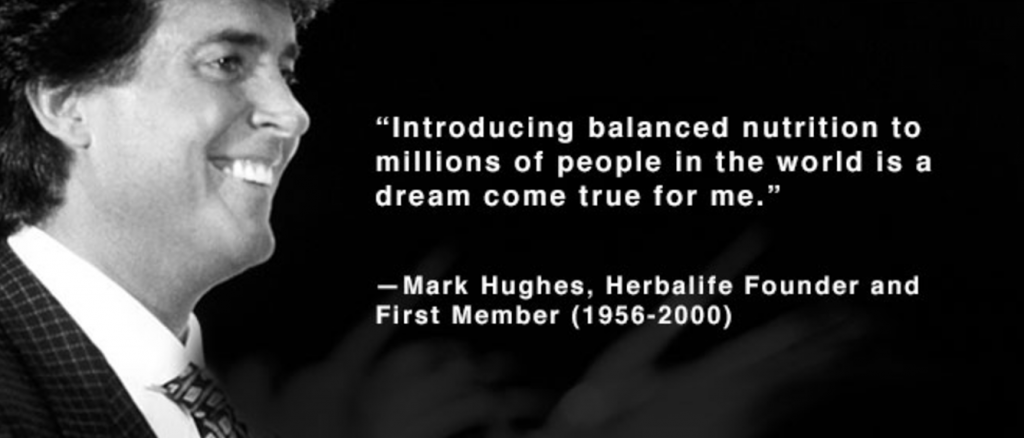 “Introducing balanced nutrition to
millions of people in the world is a
dream come true for me.”
—Mark Hughes, Herbalife Founder and
First Member (1956-2000)